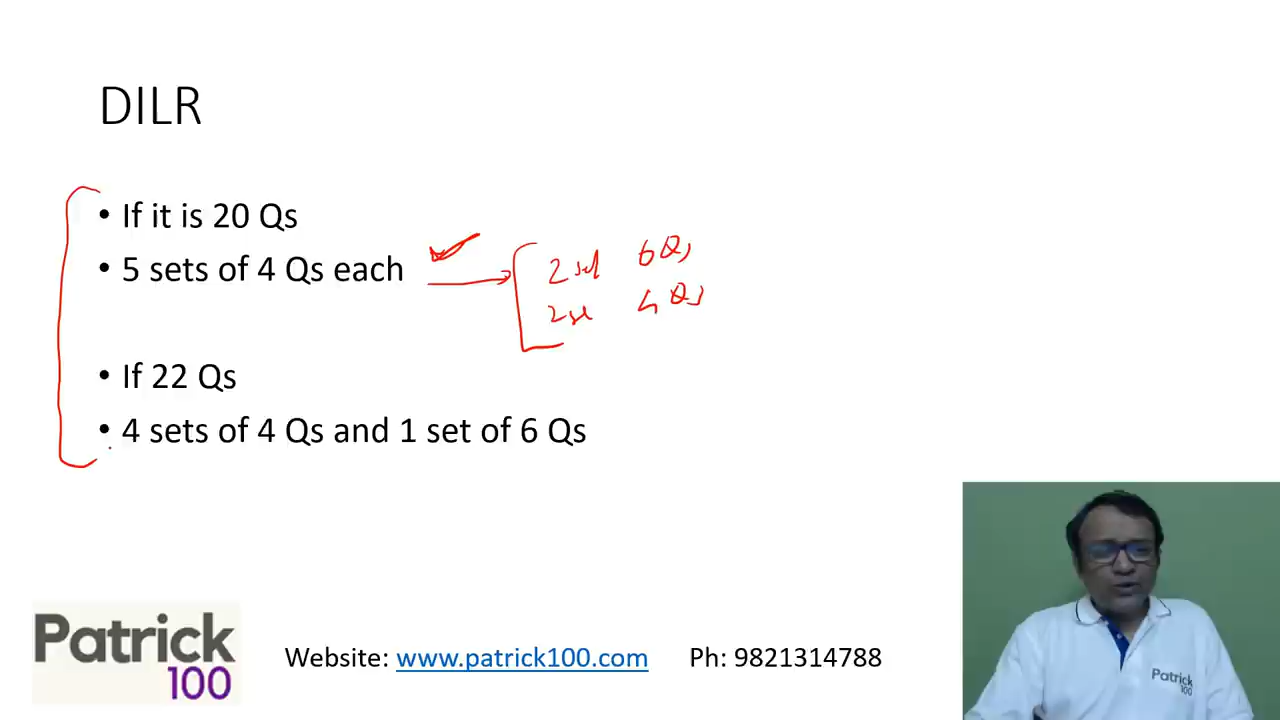 DILR
• If it is 20 Qs
• 5 sets of 4 Qs each
2 set 6 Qs
2 se 4 Qs
• If 22 Qs
• 4 sets of 4 Qs and 1 set of 6 Qs
Patrick
100
Website: www.patrick100.com Ph: 9821314788
Patrick
100